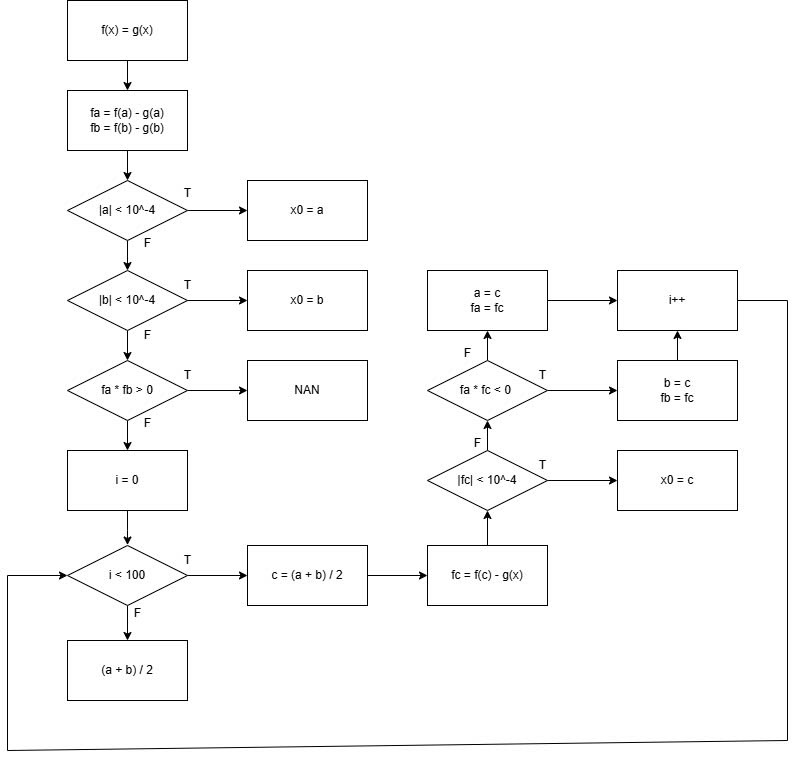 f(x) = g(x)
fa = f(a) - g(a)
fb = f(b) - g(b)
|a| < 10^-4
T
x0 = a
F
|b| < 10^-4
T
x0 = b
F
fa * fb > 0
T
NAN
F
i = 0
i < 100
T
c = (a + b) / 2
fc = f(c) - g(x)
F
(a + b) / 2
|fc| < 10^-4
T
x0 = c
F
fa * fc < 0
T
b = c
fb = fc
F
a = c
fa = fc
i++